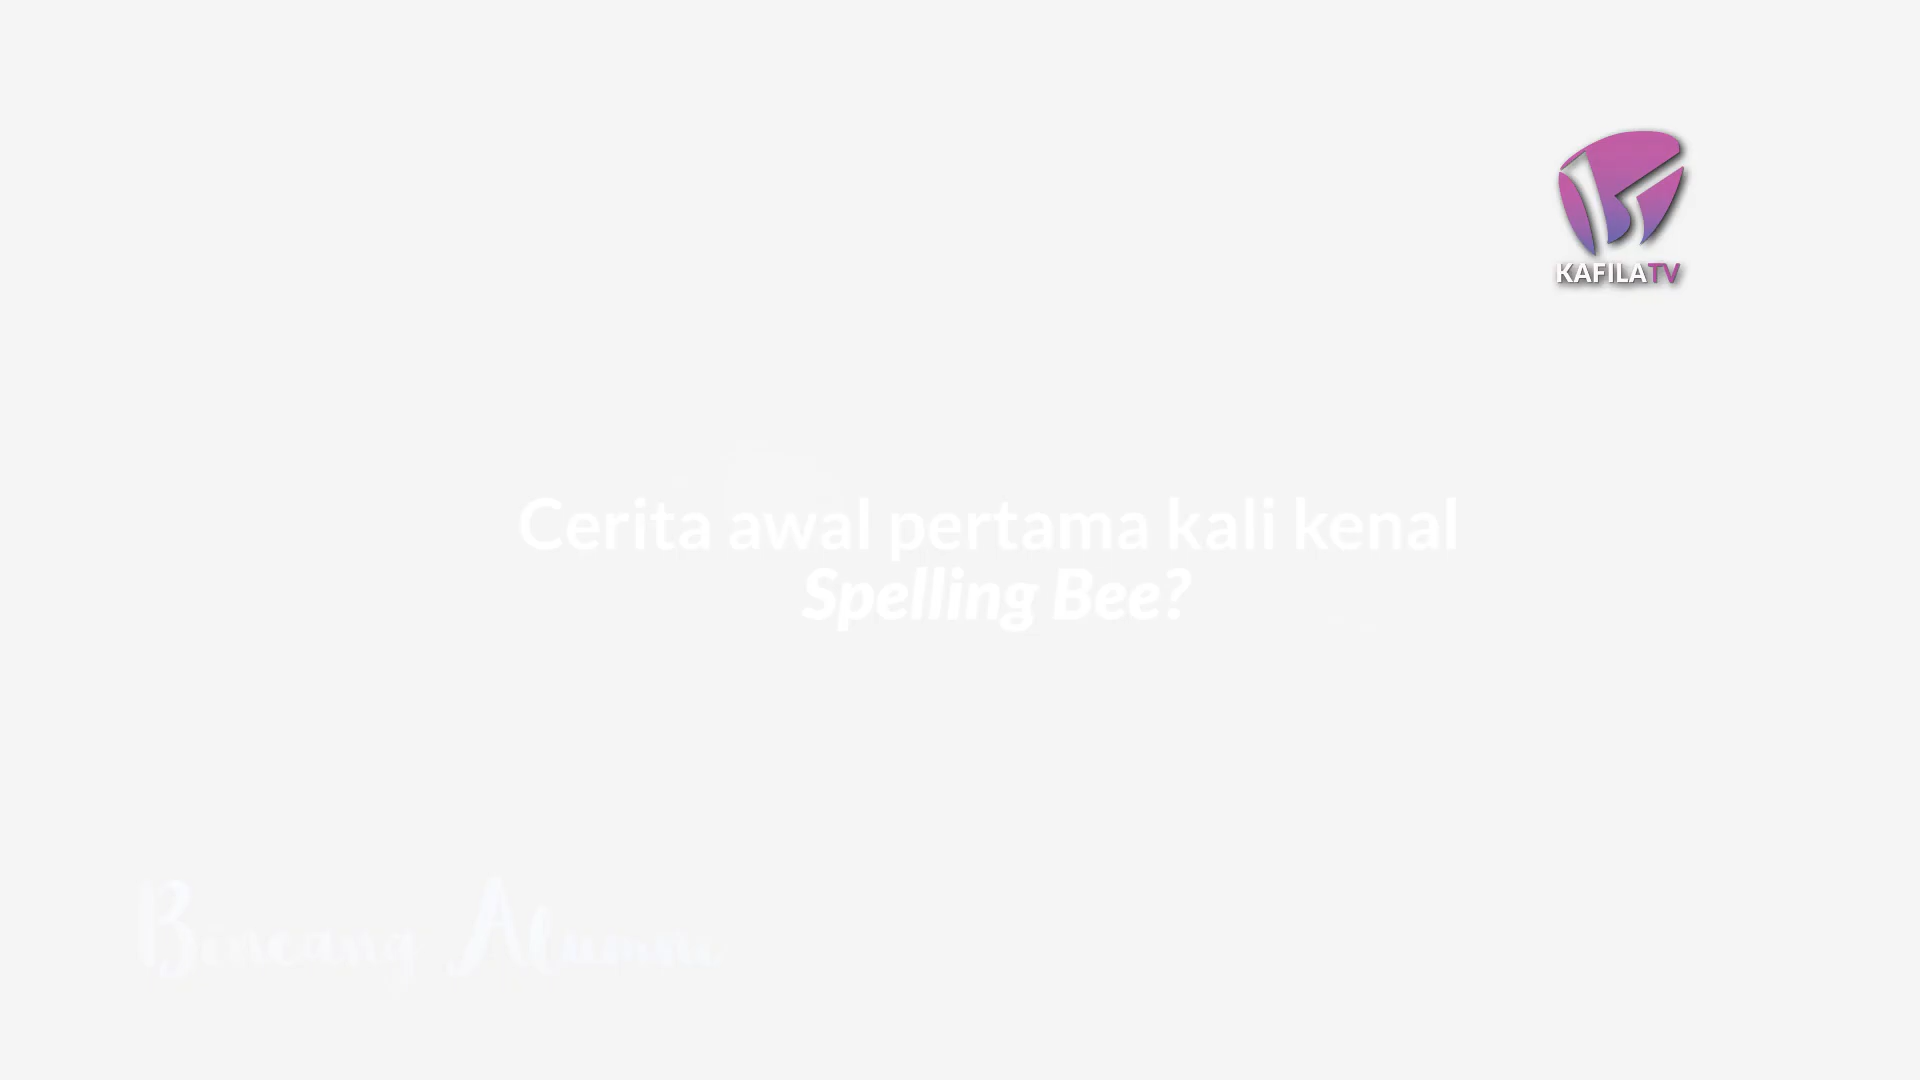 KAFILATV
Cerita awal pertama kali kenal
Spelling Bee?
Bincang Alumni